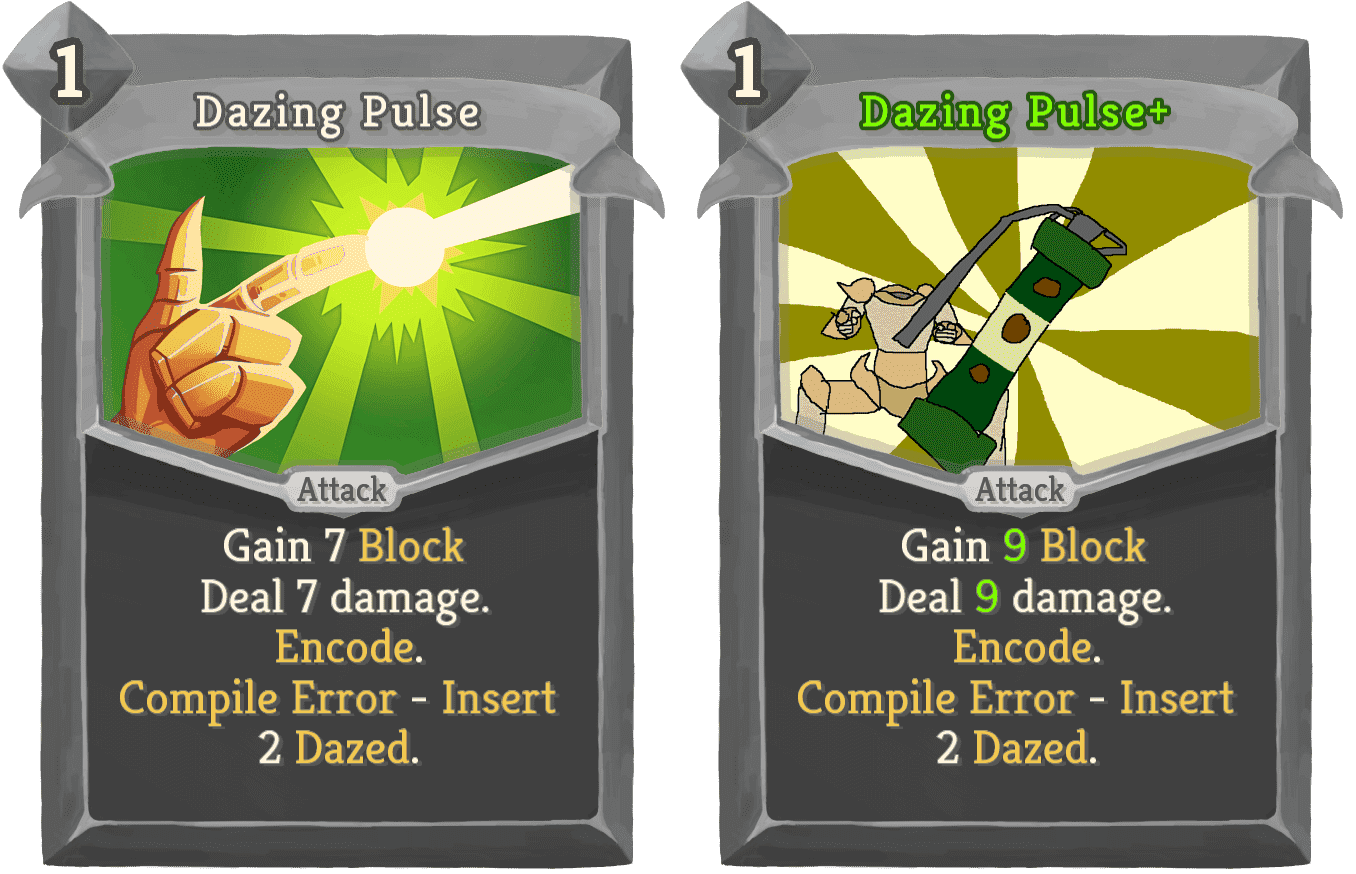 1
Dazing Pulse
Attack
Gain 7 Block
Deal 7 damage.
Encode.
Compile Error - Insert
2 Dazed.
1
Dazing Pulse+
Attack
Gain 9 Block
Deal 9 damage.
Encode.
Compile Error - Insert
2 Dazed.